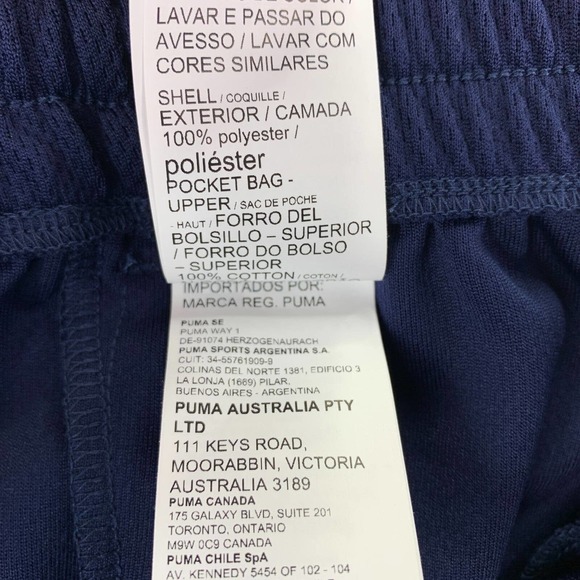 LAVAR E PASSAR DO
AVESSO / LAVAR COM
CORES SIMILARES
SHELL / COQUILLE /
EXTERIOR / CAMADA
100% polyester /
poliéster
POCKET BAG -
UPPER / SAC DE POCHE
- HAUT / FORRO DEL
BOLSILLO – SUPERIOR
/ FORRO DO BOLSO
– SUPERIOR
100% COTTON / COTON /
IMPORTADOS POR:
MARCA REG. PUMA
PUMA SE
PUMA WAY 1
DE-91074 HERZOGENAURACH
PUMA SPORTS ARGENTINA S.A.
CUIT: 34-55761909-9
COLINAS DEL NORTE 1381, EDIFICIO 3
LA LONJA (1669) PILAR,
BUENOS AIRES - ARGENTINA
PUMA AUSTRALIA PTY
LTD
111 KEYS ROAD,
MOORABBIN, VICTORIA
AUSTRALIA 3189
PUMA CANADA
175 GALAXY BLVD, SUITE 201
TORONTO, ONTARIO
M9W 0C9 CANADA
PUMA CHILE SpA
AV. KENNEDY 5454 OF 102 - 104